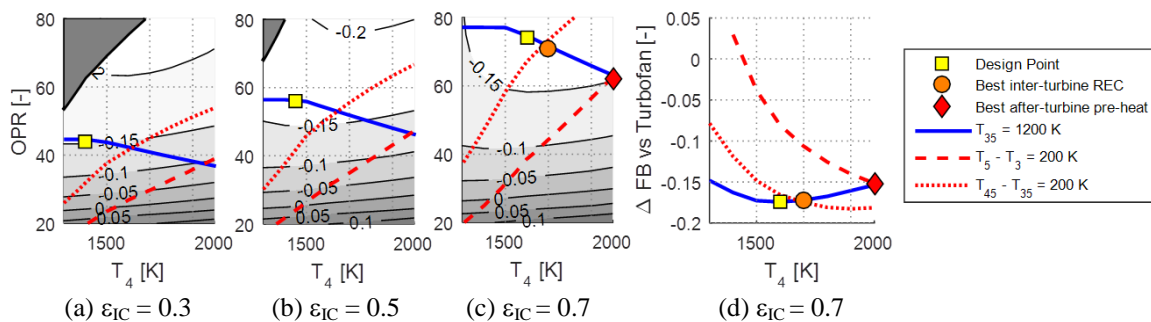 80
60
40
20
OPR [-]
1500
2000
T4 [K]
-0.15
-0.1
-0.05
0
0.05
(a) εIC = 0.3
80
60
40
20
1500
2000
T4 [K]
-0.2
-0.15
-0.1
-0.05
0
0.05
0.1
(b) εIC = 0.5
80
60
40
20
1500
2000
T4 [K]
-0.15
-0.15
-0.1
-0.05
0
0.05
0.1
(c) εIC = 0.7
0.05
0
-0.05
-0.1
-0.15
-0.2
Δ FB vs Turbofan [-]
1600
2000
T4 [K]
(d) εIC = 0.7
Design Point
Best inter-turbine REC
Best after-turbine pre-heat
T35 = 1200 K
T5 - T3 = 200 K
T45 - T35 = 200 K